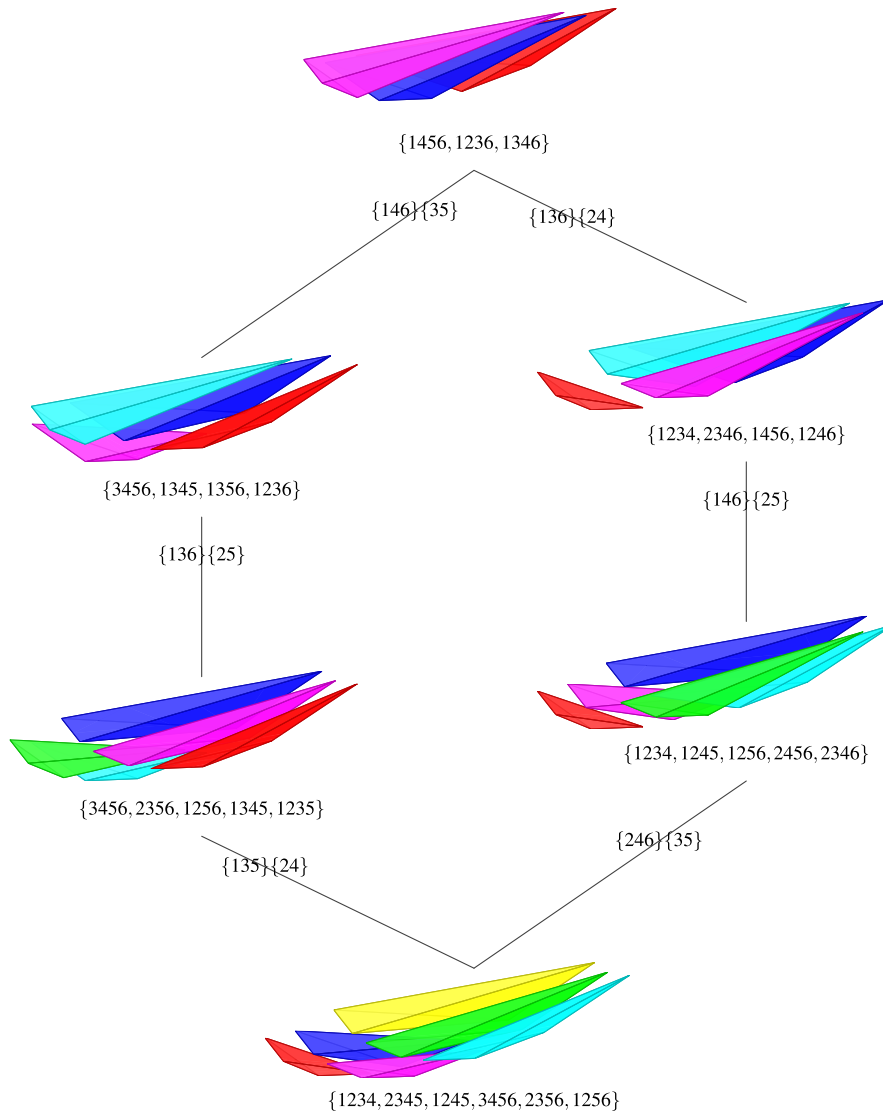 {1456, 1236, 1346}
{146}{35}
{136}{24}
{1234, 2346, 1456, 1246}
{3456, 1345, 1356, 1236}
{146}{25}
{136}{25}
{1234, 1245, 1256, 2456, 2346}
{3456, 2356, 1256, 1345, 1235}
{246}{35}
{135}{24}
{1234, 2345, 1245, 3456, 2356, 1256}